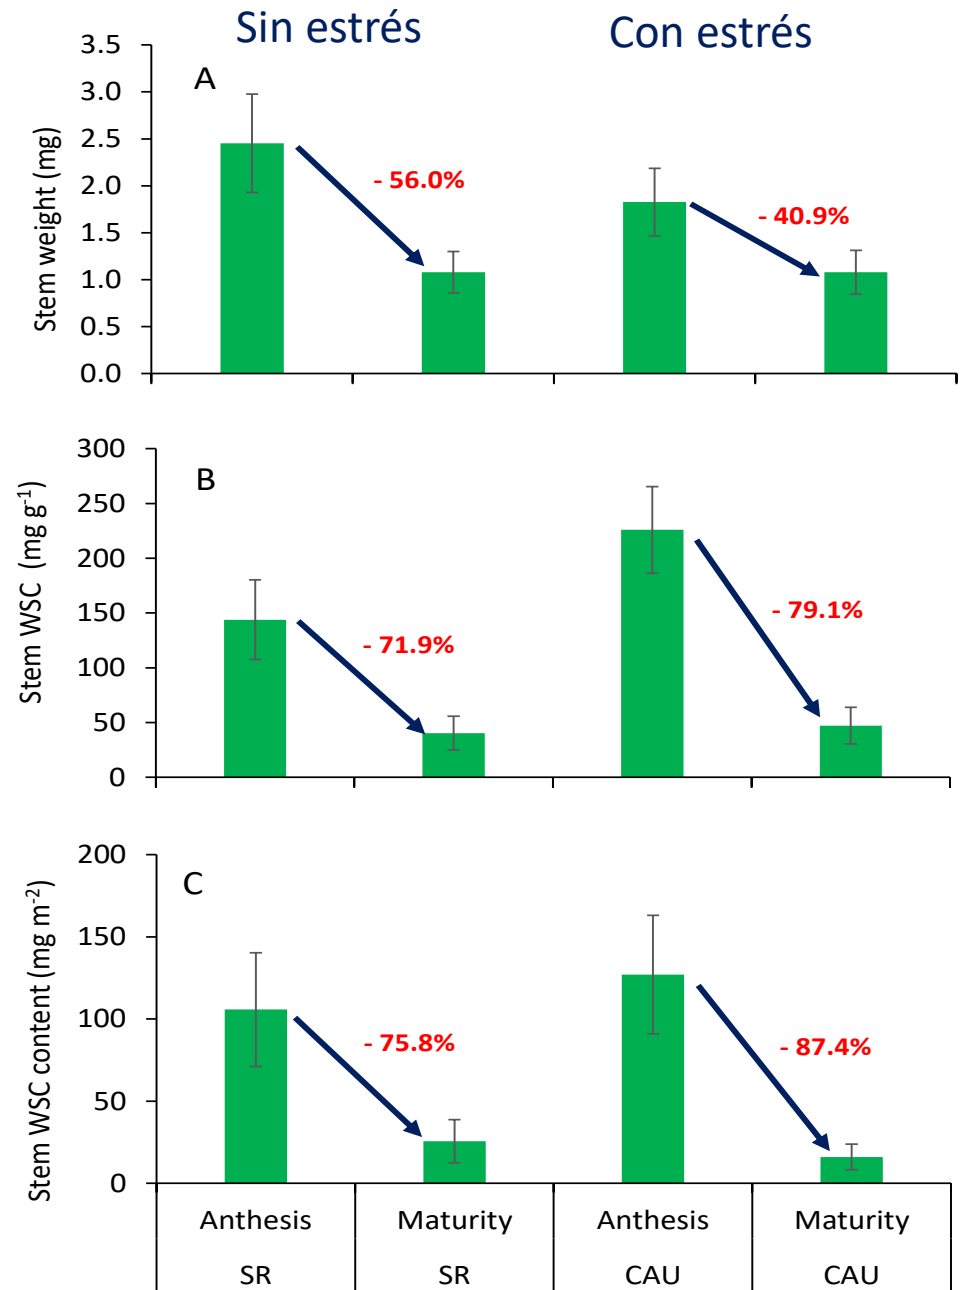 Sin estrés
Con estrés
A
Stem weight (mg)
3.5
3.0
2.5
2.0
1.5
1.0
0.5
0.0
- 56.0%
- 40.9%
B
Stem WSC (mg g⁻¹)
300
250
200
150
100
50
0
- 71.9%
- 79.1%
C
Stem WSC content (mg m⁻²)
200
150
100
50
0
- 75.8%
- 87.4%
Anthesis Maturity Anthesis Maturity
SR SR CAU CAU